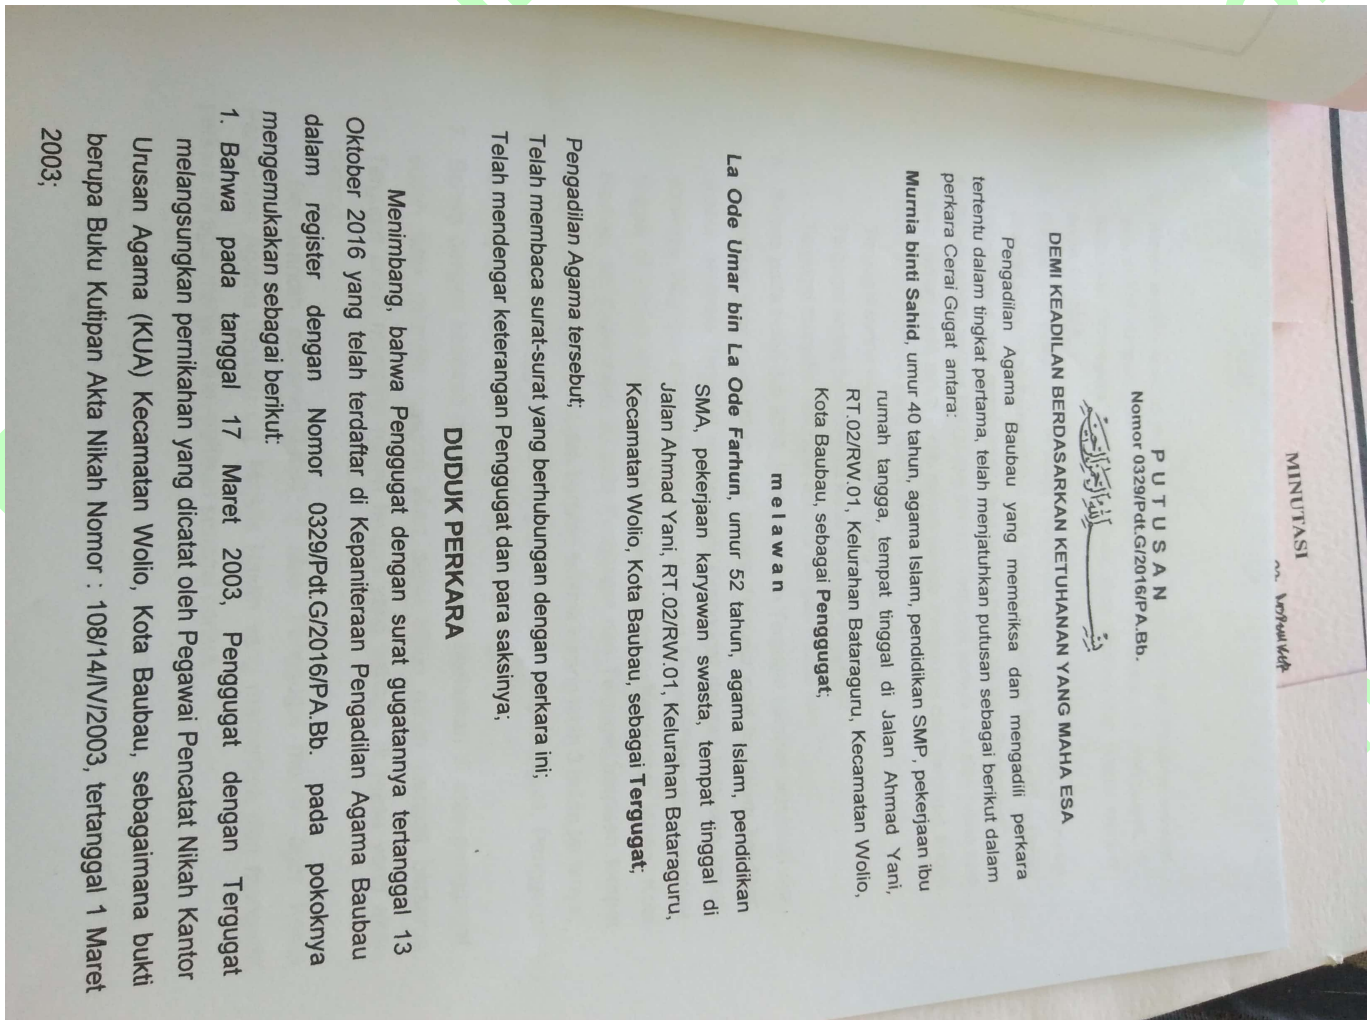 MINUTASI
P U T U S A N
Nomor 0329/Pdt.G/2016/PA.Bb.
DEMI KEADILAN BERDASARKAN KETUHANAN YANG MAHA ESA
Pengadilan Agama Baubau yang memeriksa dan mengadili perkara
tertentu dalam tingkat pertama, telah menjatuhkan putusan sebagai berikut dalam
perkara Cerai Gugat antara:
Murnia binti Sahid, umur 40 tahun, agama Islam, pendidikan SMP, pekerjaan ibu
rumah tangga, tempat tinggal di Jalan Ahmad Yani,
RT.02/RW.01, Kelurahan Bataraguru, Kecamatan Wolio,
Kota Baubau, sebagai Penggugat;
m e l a w a n
La Ode Umar bin La Ode Farhun, umur 52 tahun, agama Islam, pendidikan
SMA, pekerjaan karyawan swasta, tempat tinggal di
Jalan Ahmad Yani, RT.02/RW.01, Kelurahan Bataraguru,
Kecamatan Wolio, Kota Baubau, sebagai Tergugat;
Pengadilan Agama tersebut;
Telah membaca surat-surat yang berhubungan dengan perkara ini;
Telah mendengar keterangan Penggugat dan para saksinya;
DUDUK PERKARA
Menimbang, bahwa Penggugat dengan surat gugatannya tertanggal 13
Oktober 2016 yang telah terdaftar di Kepaniteraan Pengadilan Agama Baubau
dalam register dengan Nomor 0329/Pdt.G/2016/PA.Bb. pada pokoknya
mengemukakan sebagai berikut:
1. Bahwa pada tanggal 17 Maret 2003, Penggugat dengan Tergugat
melangsungkan pernikahan yang dicatat oleh Pegawai Pencatat Nikah Kantor
Urusan Agama (KUA) Kecamatan Wolio, Kota Baubau, sebagaimana bukti
berupa Buku Kutipan Akta Nikah Nomor : 108/14/IV/2003, tertanggal 1 Maret
2003;